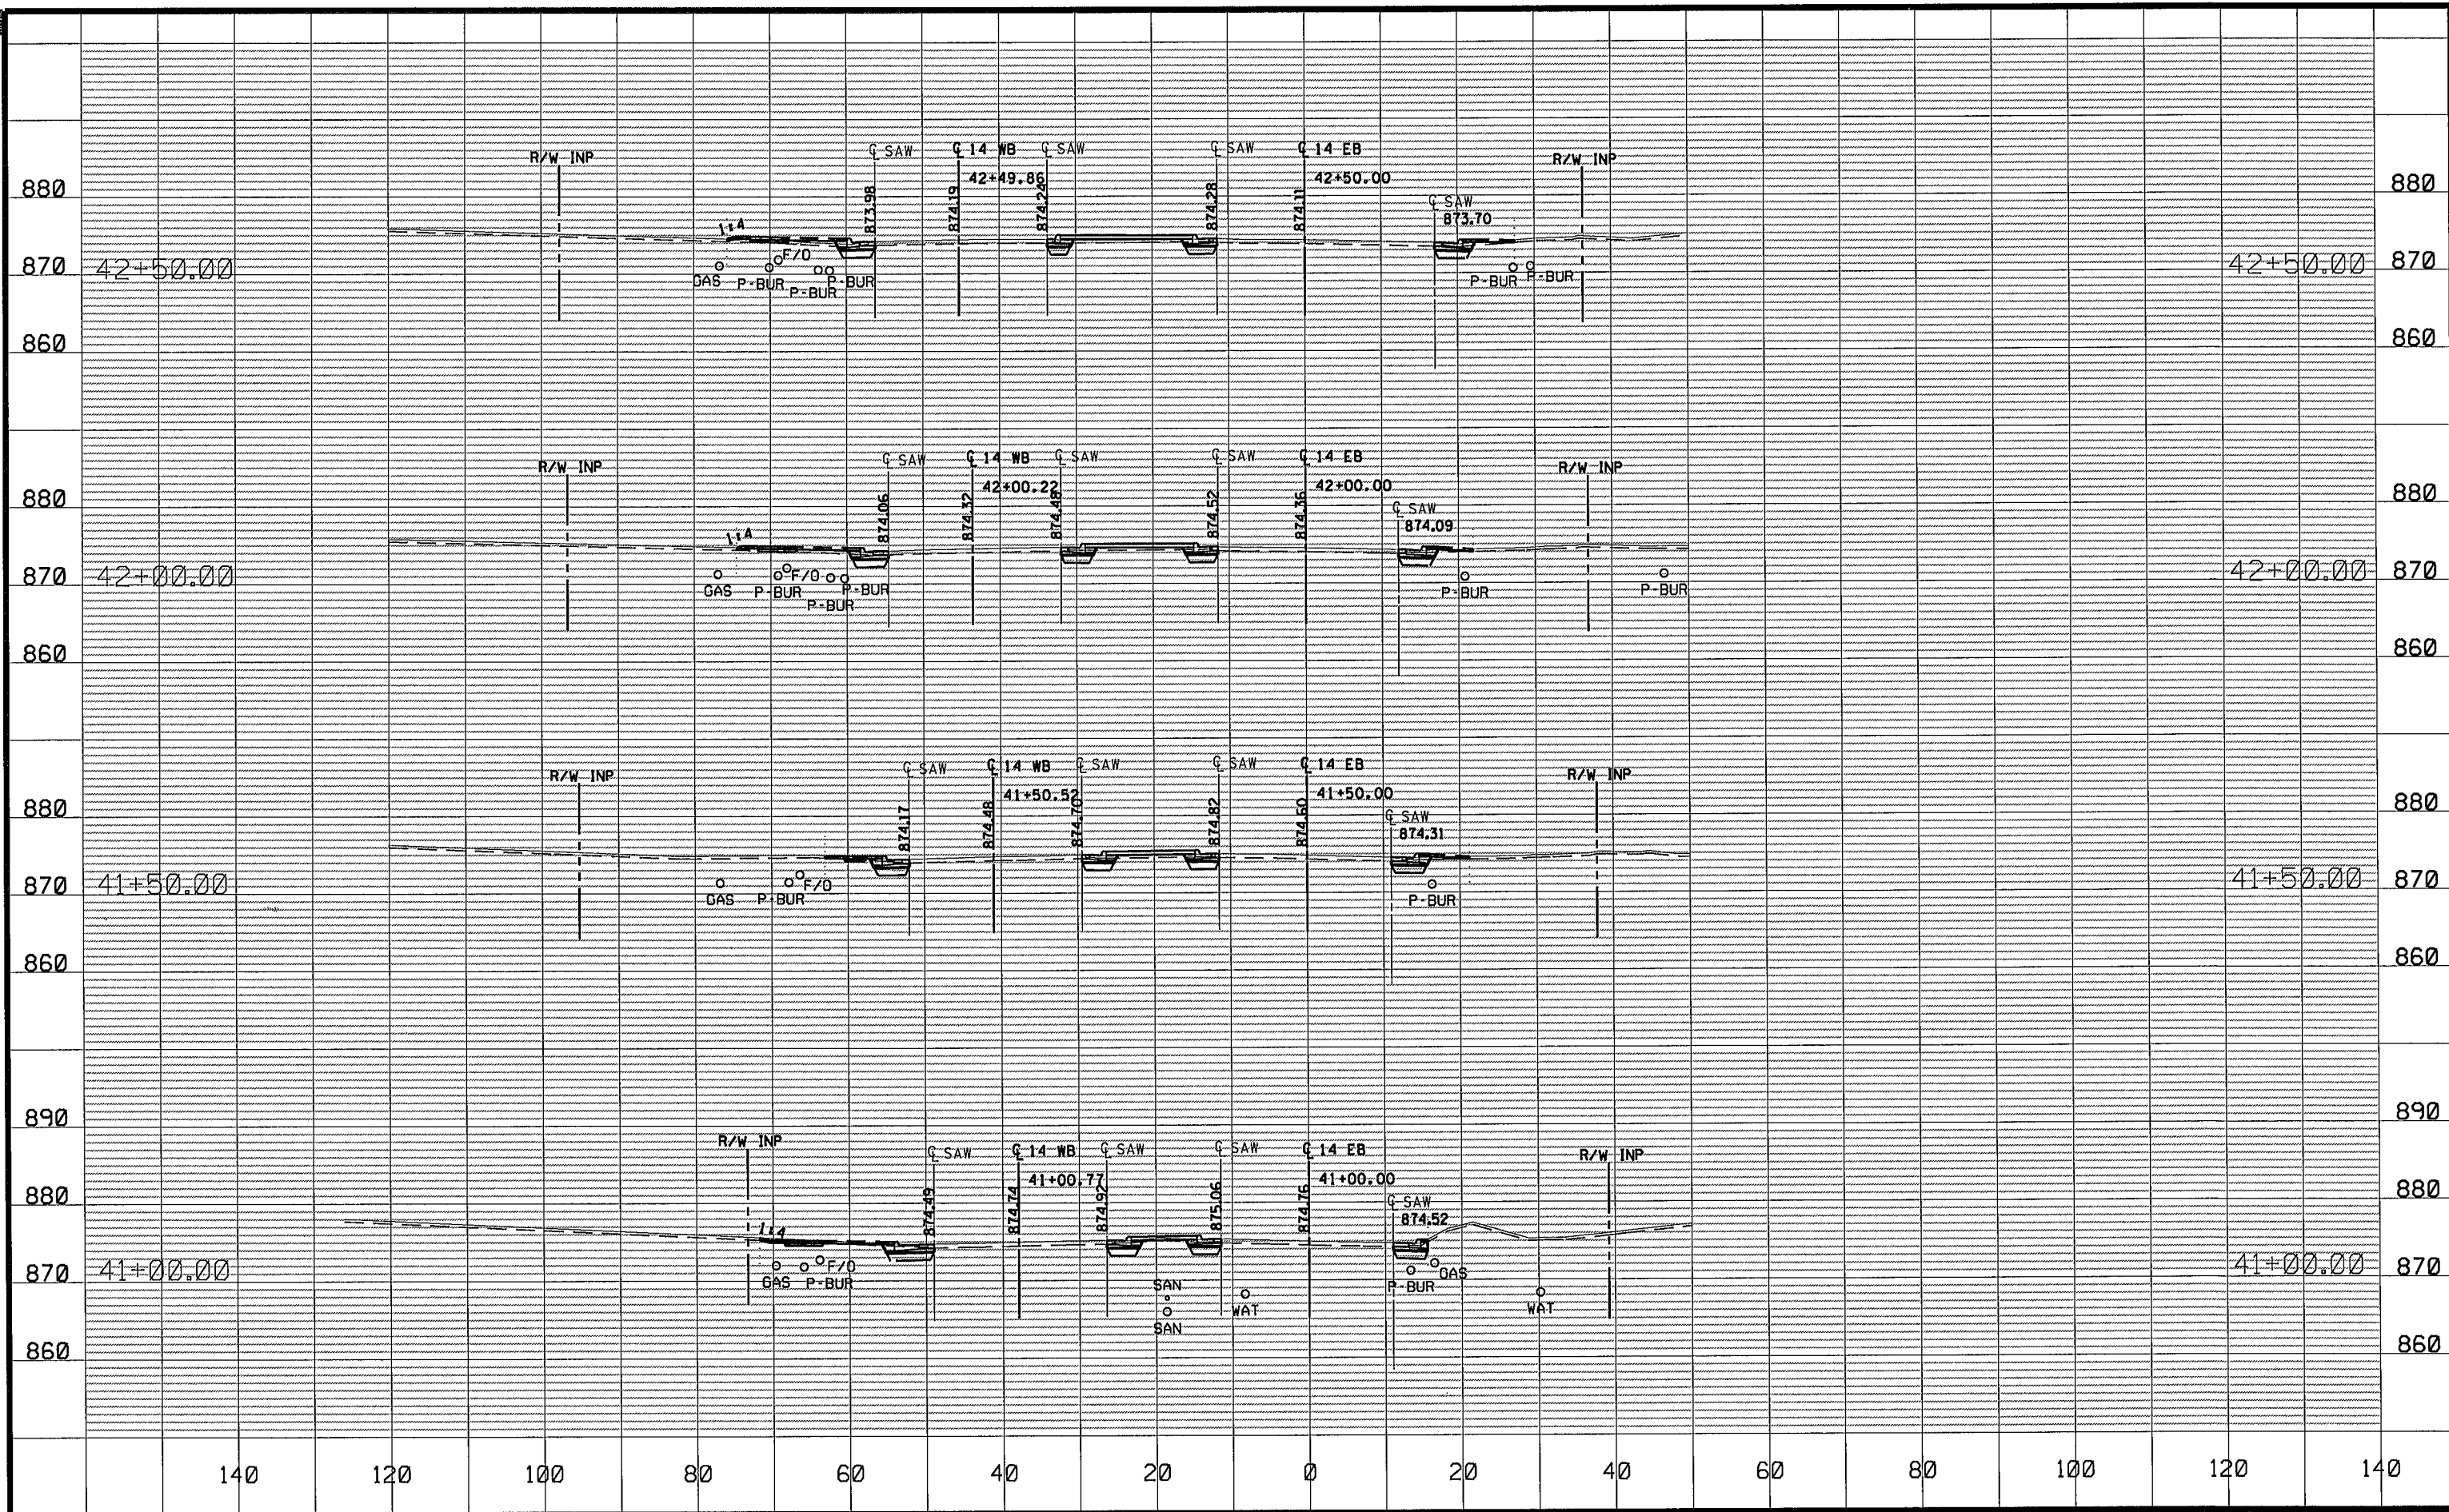 R/W INP
℄ SAW
℄ 14 WB
℄ SAW
℄ SAW
℄ 14 EB
R/W INP
42+49.86
42+50.00
880
873.98
874.19
874.24
874.28
874.11
880
℄ SAW
873.70
1:4
870
42+50.00
F/O
42+50.00
870
GAS
P-BUR
P-BUR
P-BUR
P-BUR
P-BUR
860
860
R/W INP
℄ SAW
℄ 14 WB
℄ SAW
℄ SAW
℄ 14 EB
R/W INP
42+00.22
42+00.00
880
874.06
874.32
874.48
874.52
874.36
880
℄ SAW
874.09
1:4
870
42+00.00
F/O
42+00.00
870
GAS
P-BUR
P-BUR
P-BUR
P-BUR
P-BUR
860
860
R/W INP
℄ SAW
℄ 14 WB
℄ SAW
℄ SAW
℄ 14 EB
R/W INP
41+50.52
41+50.00
880
874.17
874.48
874.70
874.82
874.60
880
℄ SAW
874.31
870
41+50.00
F/O
41+50.00
870
GAS
P-BUR
P-BUR
860
860
890
890
R/W INP
℄ SAW
℄ 14 WB
℄ SAW
℄ SAW
℄ 14 EB
R/W INP
41+00.77
41+00.00
880
874.49
874.74
874.92
875.06
874.76
880
℄ SAW
874.52
1:4
870
41+00.00
F/O
41+00.00
870
GAS
P-BUR
SAN
SAN
WAT
P-BUR
GAS
WAT
860
860
140 120 100 80 60 40 20 0 20 40 60 80 100 120 140